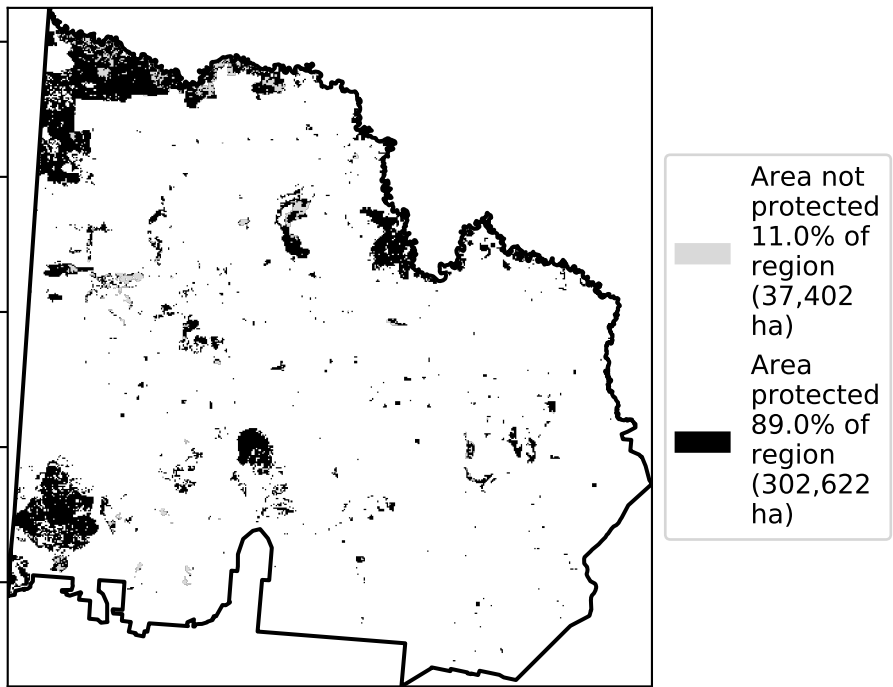 Area not
protected
11.0% of
region
(37,402
ha)
Area
protected
89.0% of
region
(302,622
ha)